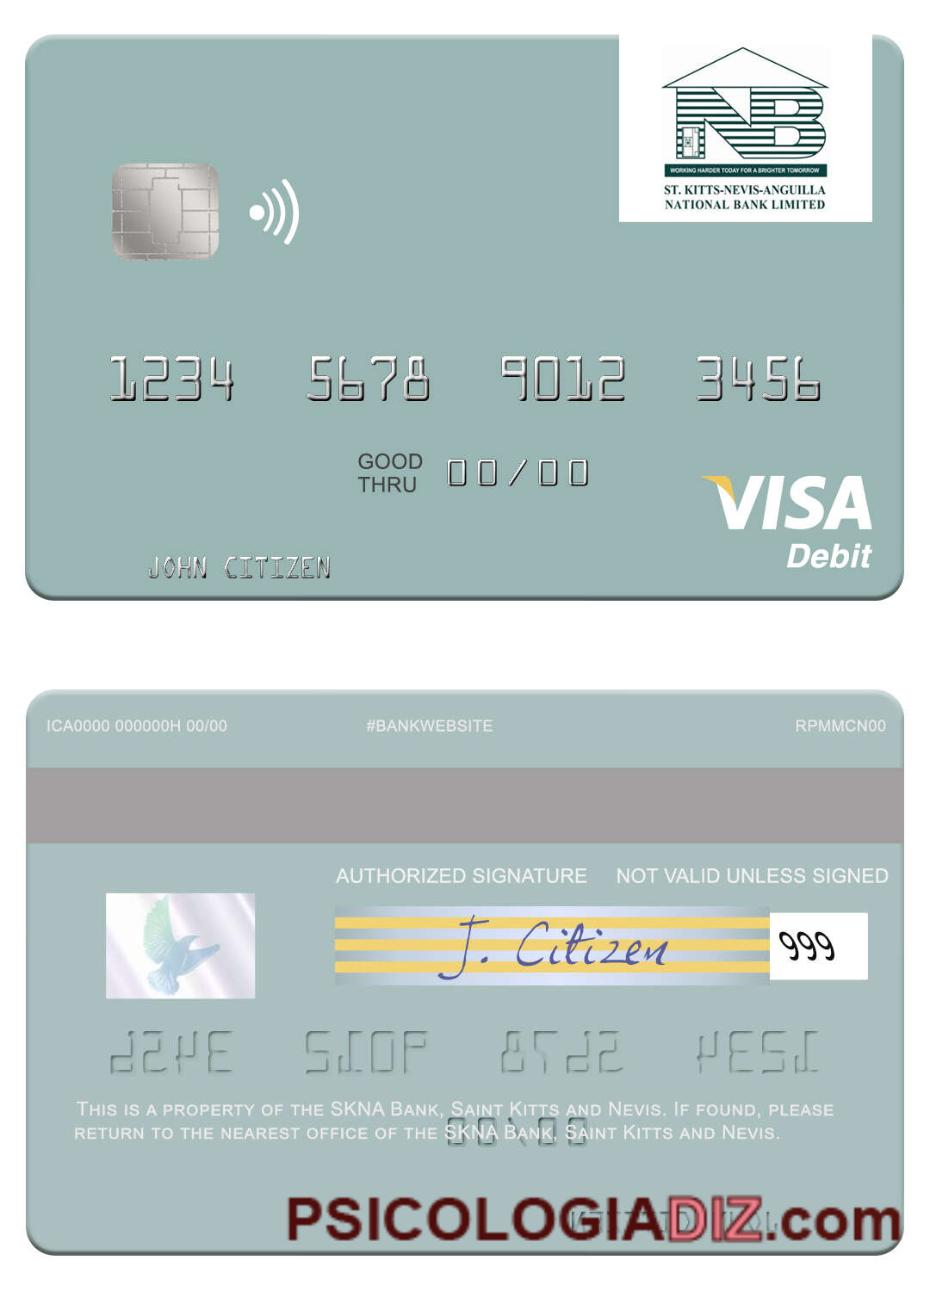 NB
WORKING HARDER TODAY FOR A BRIGHTER TOMORROW
ST. KITTS-NEVIS-ANGUILLA
NATIONAL BANK LIMITED
1234 5678 9012 3456
GOOD
THRU
00/00
VISA
Debit
JOHN CITIZEN
ICA0000 000000H 00/00 #BANKWEBSITE RPMMCN00
AUTHORIZED SIGNATURE NOT VALID UNLESS SIGNED
J. Citizen
999
THIS IS A PROPERTY OF THE SKNA BANK, SAINT KITTS AND NEVIS. IF FOUND, PLEASE
RETURN TO THE NEAREST OFFICE OF THE SKNA BANK, SAINT KITTS AND NEVIS.
PSICOLOGIADIZ.com